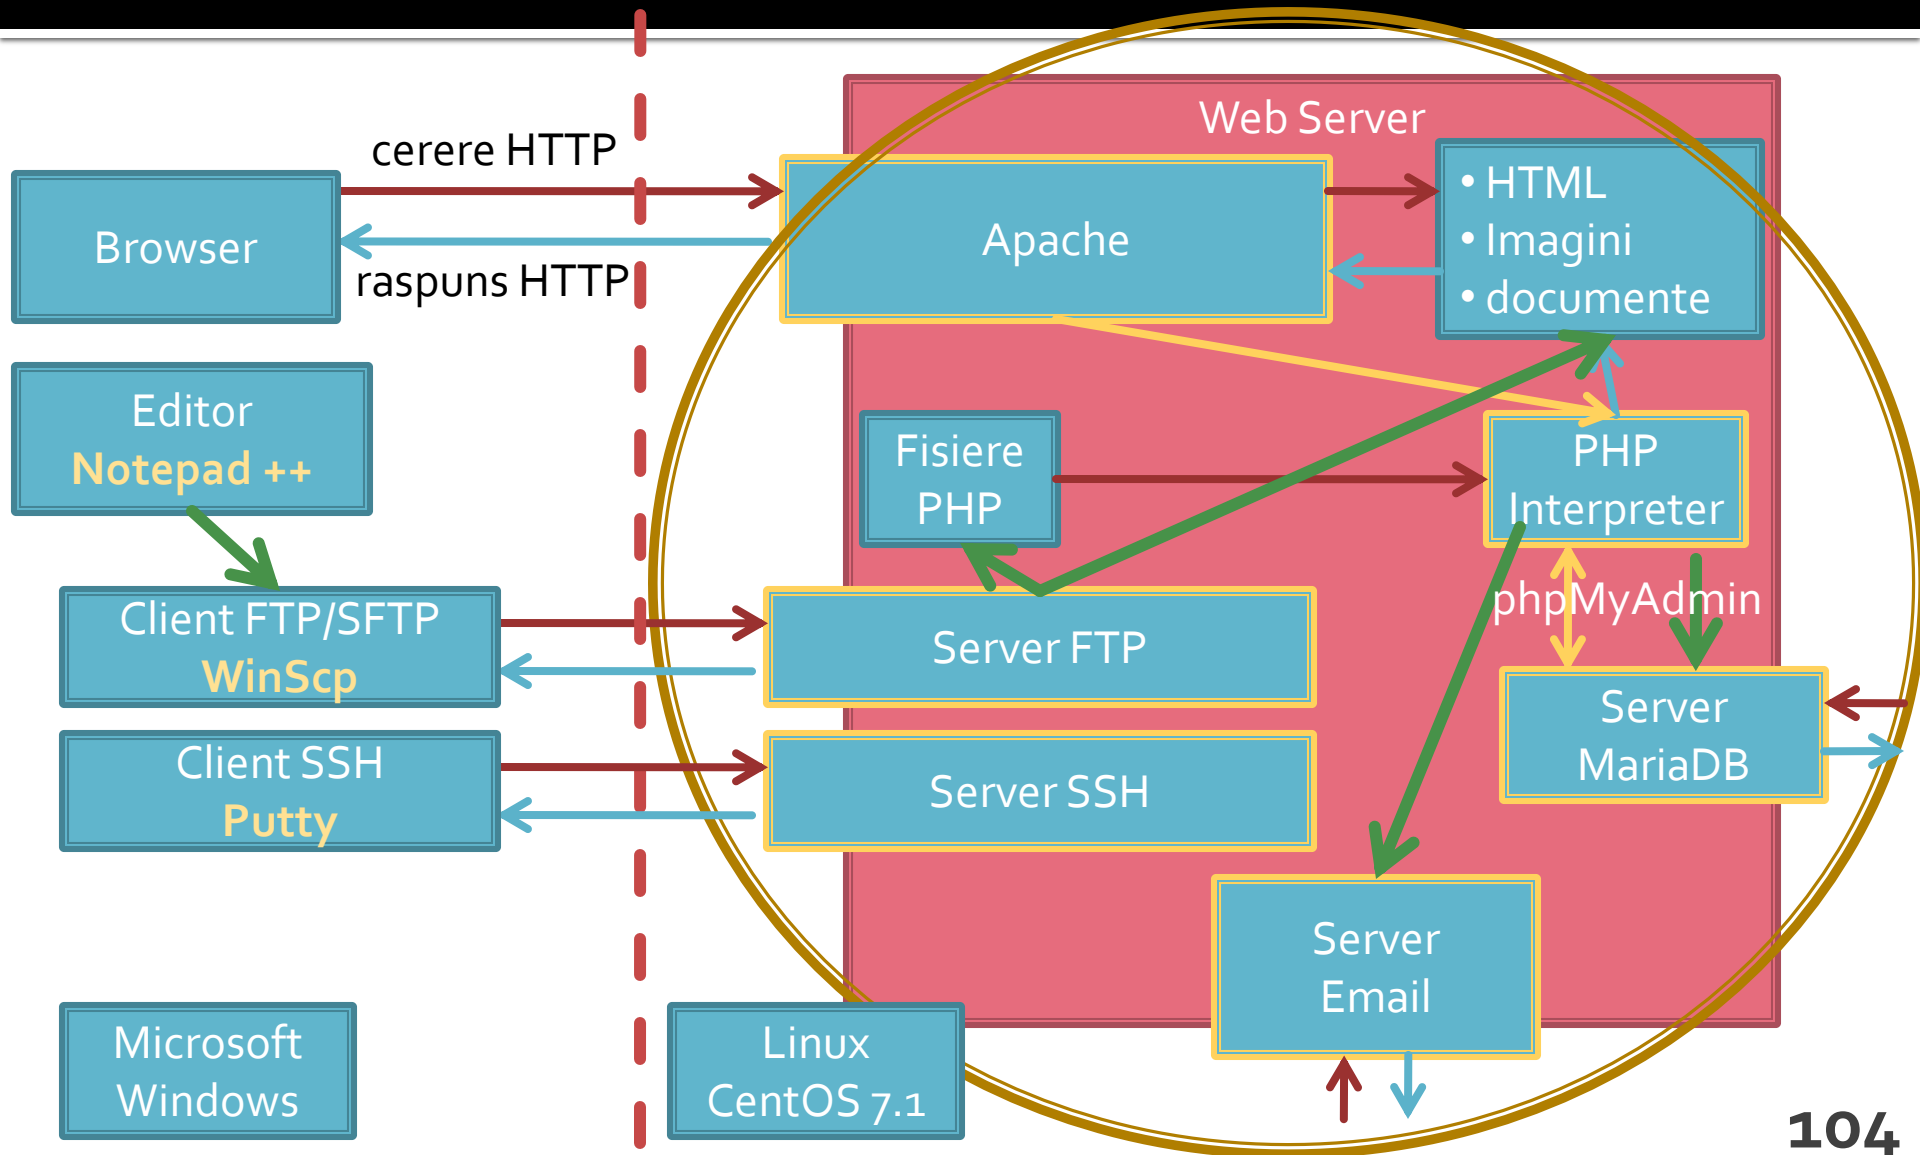 Web Server
cerere HTTP
Browser
raspuns HTTP
Apache
• HTML
• Imagini
• documente
Editor
Notepad ++
Fisiere
PHP
PHP
Interpreter
phpMyAdmin
Client FTP/SFTP
WinScp
Server FTP
Server
MariaDB
Client SSH
Putty
Server SSH
Server
Email
Microsoft
Windows
Linux
CentOS 7.1
104